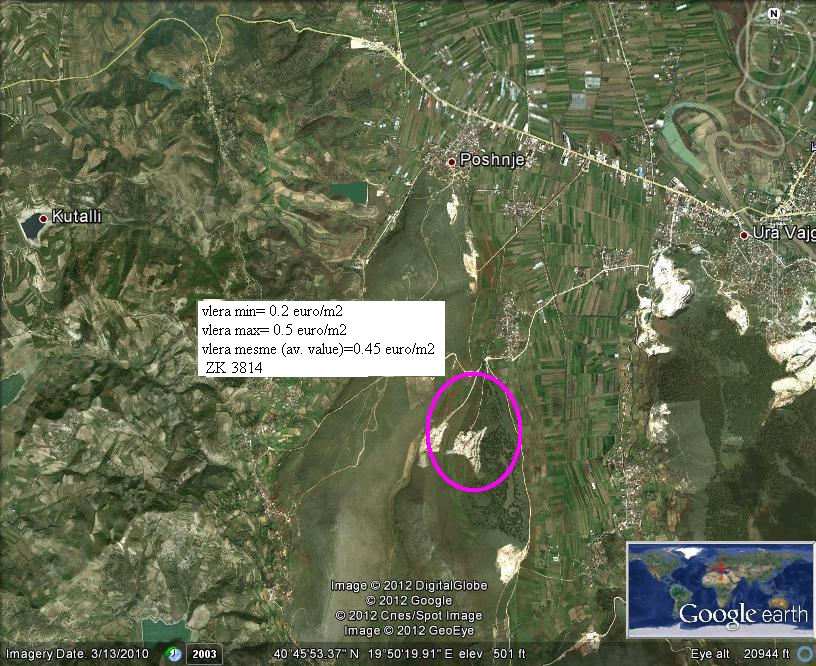 N
Poshnje
Kutalli
Ura Vajg
vlera min= 0.2 euro/m2
vlera max= 0.5 euro/m2
vlera mesme (av. value)=0.45 euro/m2
ZK 3814
Image © 2012 DigitalGlobe
© 2012 Google
© 2012 Cnes/Spot Image
Image © 2012 GeoEye
Google earth
Imagery Date: 3/13/2010 2003 40°45'53.37" N 19°50'19.91" E elev 501 ft Eye alt 20944 ft